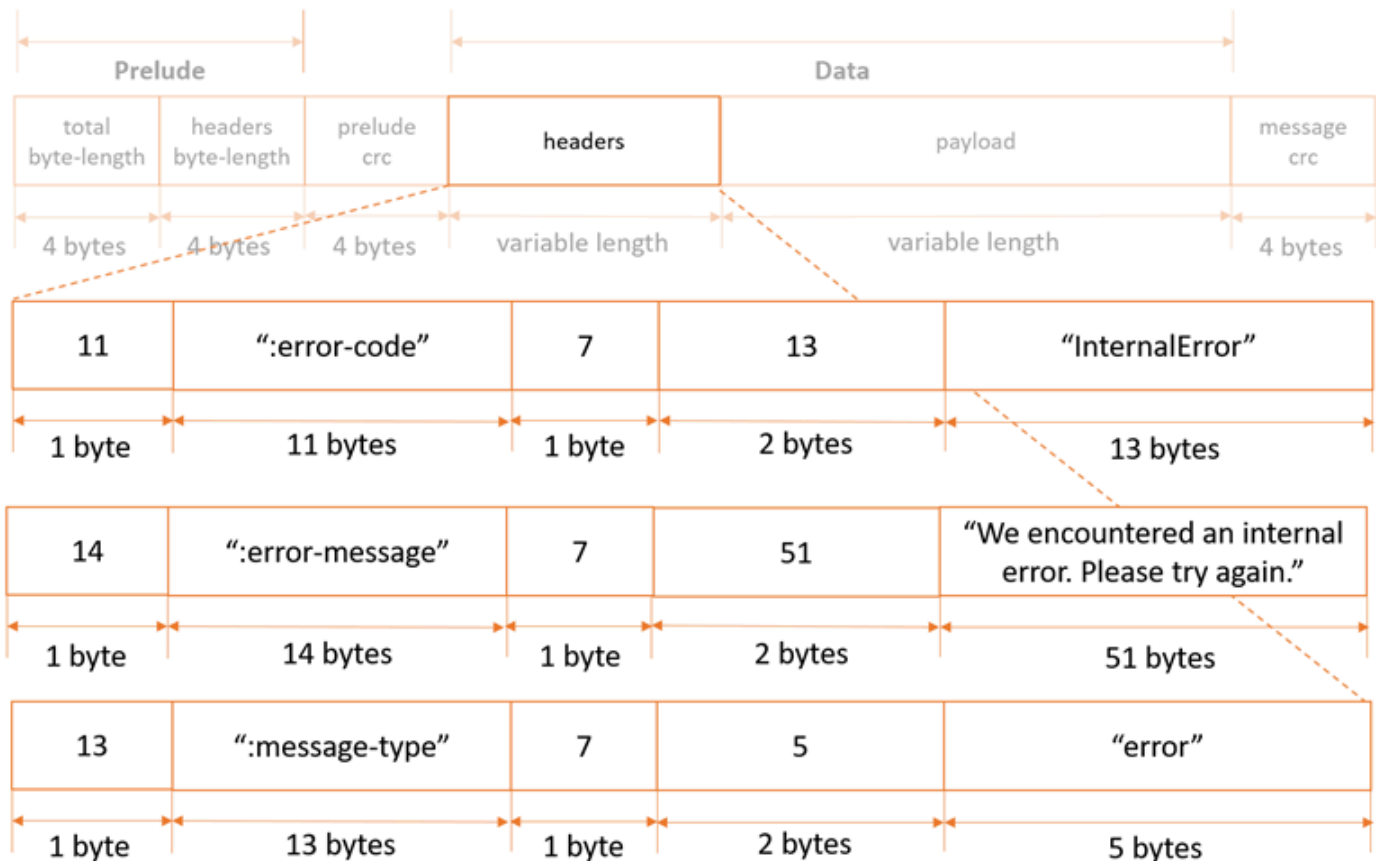 Prelude
Data
total
byte-length
headers
byte-length
prelude
crc
headers
payload
message
crc
4 bytes
4 bytes
4 bytes
variable length
variable length
4 bytes
11
“:error-code”
7
13
“InternalError”
1 byte
11 bytes
1 byte
2 bytes
13 bytes
14
“:error-message”
7
51
“We encountered an internal
error. Please try again.”
1 byte
14 bytes
1 byte
2 bytes
51 bytes
13
“:message-type”
7
5
“error”
1 byte
13 bytes
1 byte
2 bytes
5 bytes